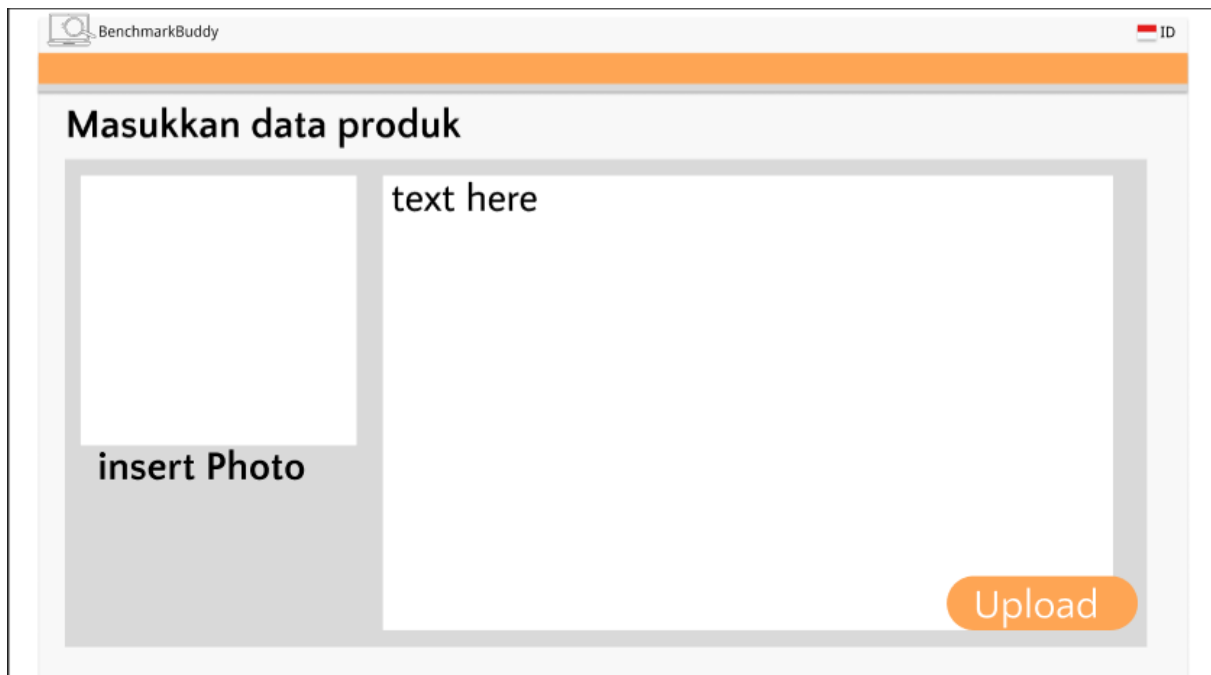 BenchmarkBuddy
ID
Masukkan data produk
text here
insert Photo
Upload